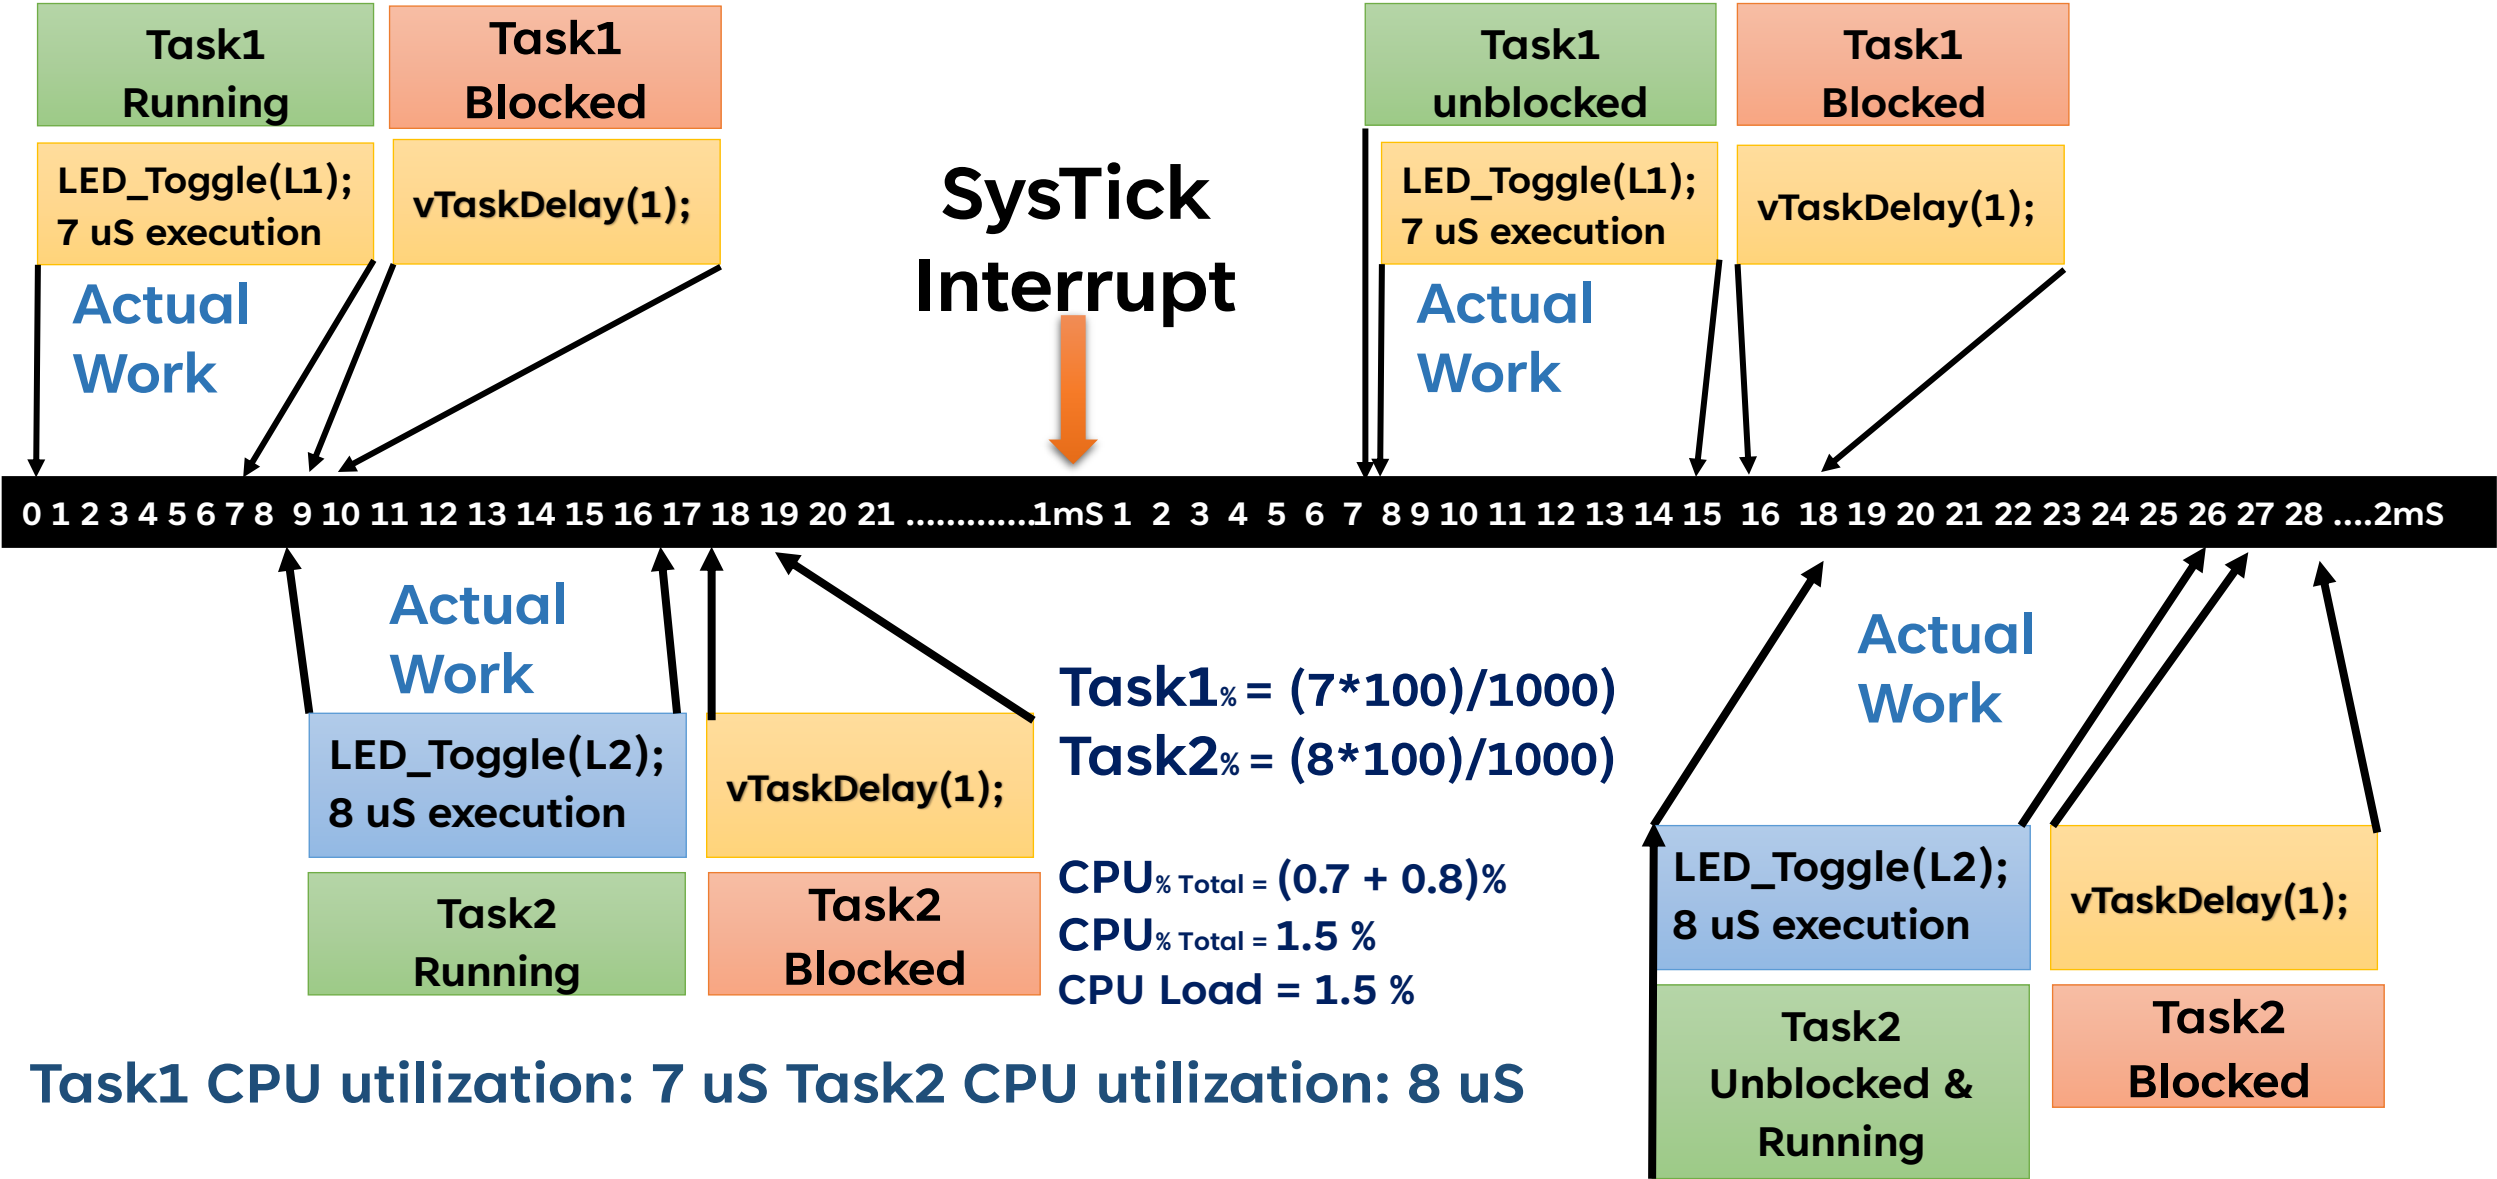 Task1
Running
Task1
Blocked
Task1
unblocked
Task1
Blocked
LED_Toggle(L1);
7 uS execution
vTaskDelay(1);
SysTick
Interrupt
LED_Toggle(L1);
7 uS execution
vTaskDelay(1);
Actual
Work
Actual
Work
0 1 2 3 4 5 6 7 8 9 10 11 12 13 14 15 16 17 18 19 20 21 .............1mS 1 2 3 4 5 6 7 8 9 10 11 12 13 14 15 16 18 19 20 21 22 23 24 25 26 27 28 ....2mS
Actual
Work
Actual
Work
LED_Toggle(L2);
8 uS execution
vTaskDelay(1);
Task1% = (7*100)/1000)
Task2% = (8*100)/1000)
CPU% Total = (0.7 + 0.8)%
CPU% Total = 1.5 %
CPU Load = 1.5 %
Task2
Running
Task2
Blocked
LED_Toggle(L2);
8 uS execution
vTaskDelay(1);
Task2
Unblocked &
Running
Task2
Blocked
Task1 CPU utilization: 7 uS Task2 CPU utilization: 8 uS